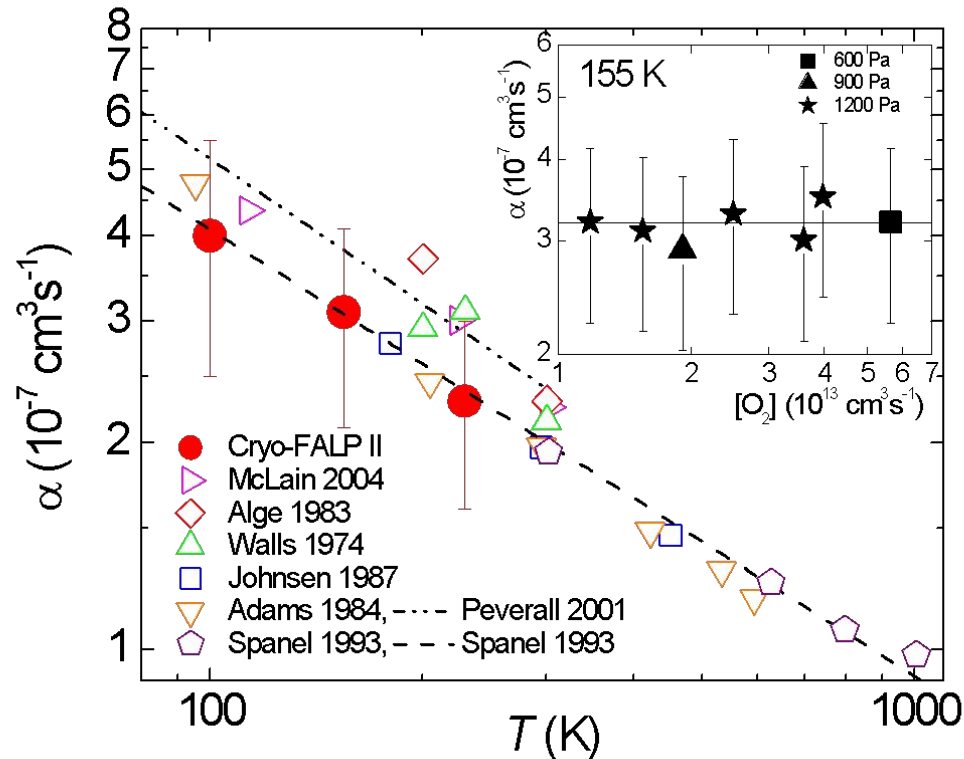 8
7
6
5
4
3
2
1
α (10⁻⁷ cm³s⁻¹)
100
1000
T (K)
Cryo-FALP II
McLain 2004
Alge 1983
Walls 1974
Johnsen 1987
Adams 1984, Peverall 2001
Spanel 1993, Spanel 1993
155 K
600 Pa
900 Pa
1200 Pa
6
5
4
3
2
α (10⁻⁷ cm³s⁻¹)
1 2 3 4 5 6 7
[O₂] (10¹³ cm³s⁻¹)